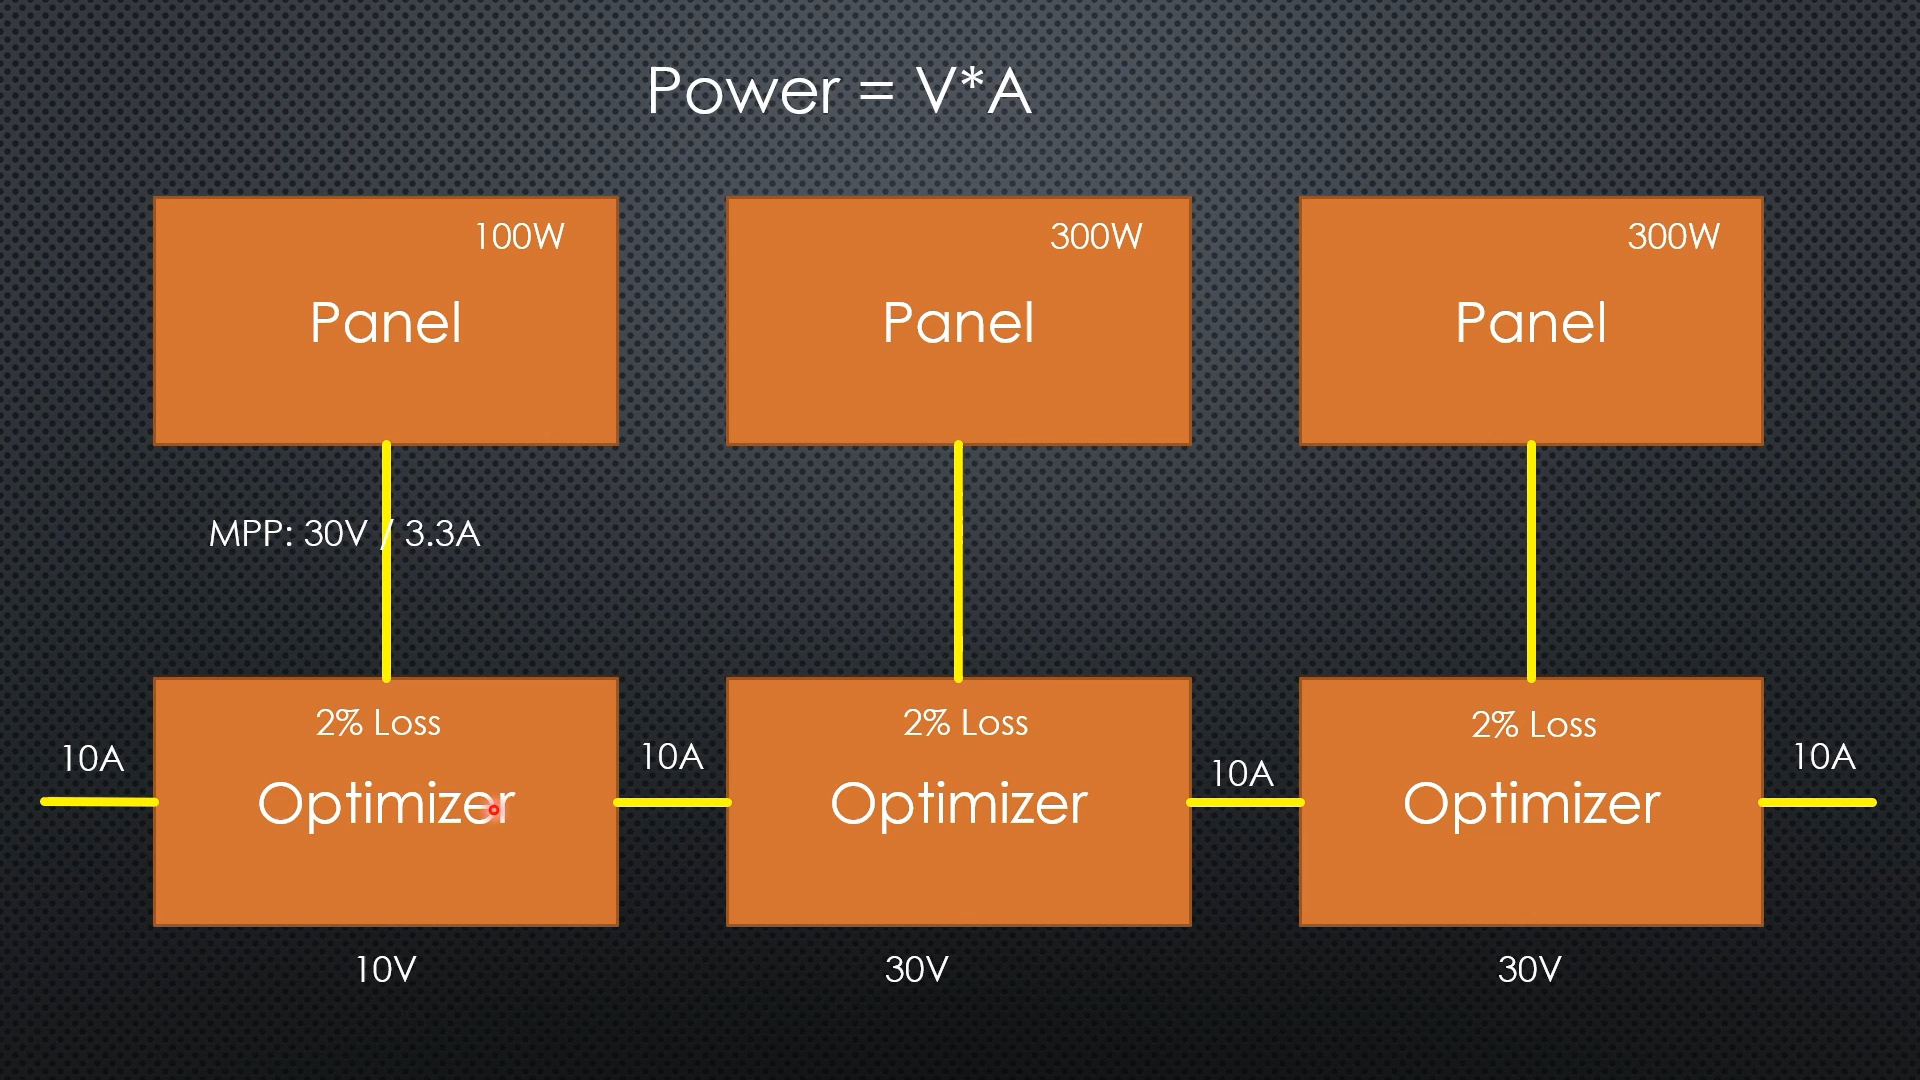 Power = V*A
100W
Panel
300W
Panel
300W
Panel
MPP: 30V / 3.3A
10A
2% Loss
Optimizer
10A
2% Loss
Optimizer
10A
2% Loss
Optimizer
10A
10V
30V
30V